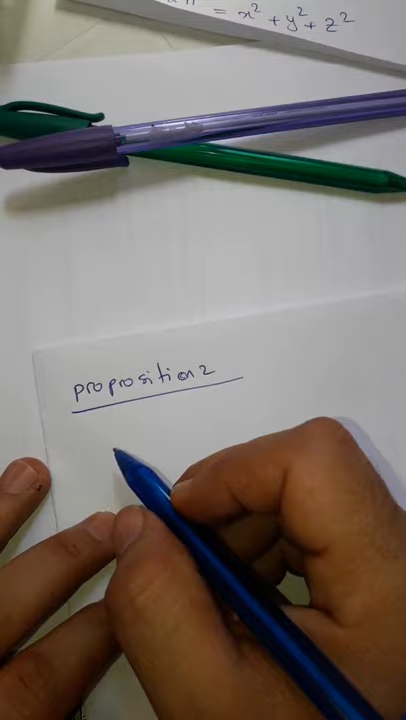 = x² + y² + z²
proprosition 2